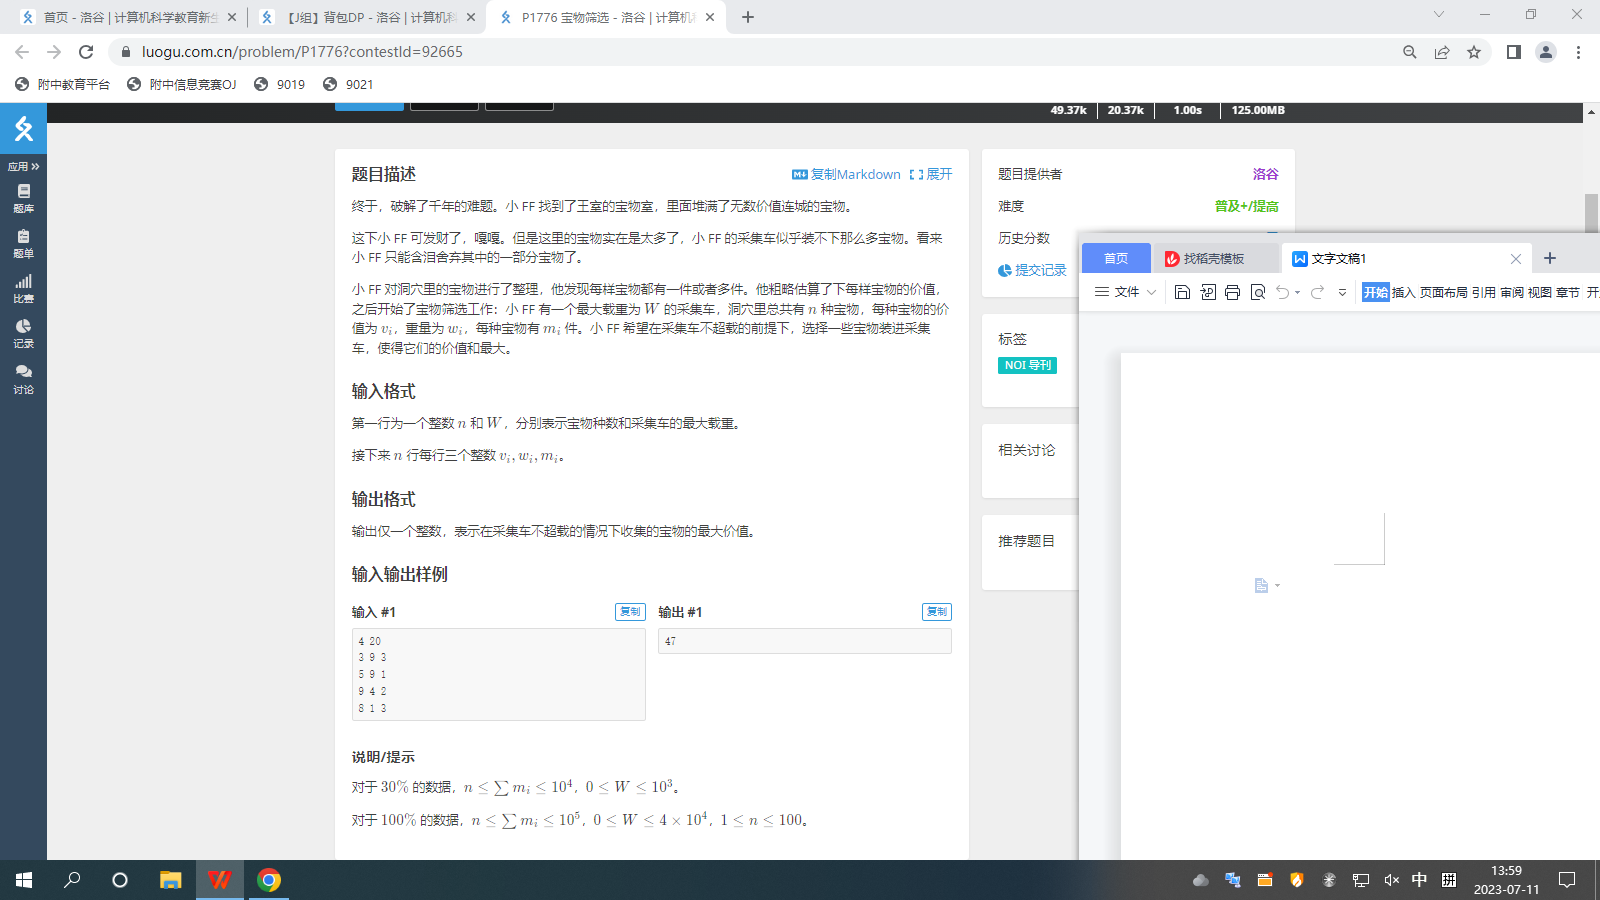 首页 - 洛谷 | 计算机科学教育新生
【J组】背包DP - 洛谷 | 计算机科
P1776 宝物筛选 - 洛谷 | 计算机科
luogu.com.cn/problem/P1776?contestId=92665
附中教育平台
附中信息竞赛OJ
9019
9021
49.37k
20.37k
1.00s
125.00MB
应用 »
题库
题单
比赛
记录
讨论
题目描述
复制Markdown
展开
终于，破解了千年的难题。小 FF 找到了王室的宝物室，里面堆满了无数价值连城的宝物。
这下小 FF 可发财了，嘎嘎。但是这里的宝物实在是太多了，小 FF 的采集车似乎装不下那么多宝物。看来
小 FF 只能含泪舍弃其中的一部分宝物了。
小 FF 对洞穴里的宝物进行了整理，他发现每样宝物都有一件或者多件。他粗略估算了下每样宝物的价值，
之后开始了宝物筛选工作：小 FF 有一个最大载重为 W 的采集车，洞穴里总共有 n 种宝物，每种宝物的价
值为 v_i，重量为 w_i，每种宝物有 m_i 件。小 FF 希望在采集车不超载的前提下，选择一些宝物装进采集
车，使得它们的价值和最大。
输入格式
第一行为一个整数 n 和 W，分别表示宝物种数和采集车的最大载重。
接下来 n 行每行三个整数 v_i, w_i, m_i。
输出格式
输出仅一个整数，表示在采集车不超载的情况下收集的宝物的最大价值。
输入输出样例
输入 #1
复制
4 20
3 9 3
5 9 1
9 4 2
8 1 3
输出 #1
复制
47
说明/提示
对于 30% 的数据，n ≤ ∑ m_i ≤ 10^4，0 ≤ W ≤ 10^3。
对于 100% 的数据，n ≤ ∑ m_i ≤ 10^5，0 ≤ W ≤ 4 × 10^4，1 ≤ n ≤ 100。
题目提供者
洛谷
难度
普及+/提高
历史分数
提交记录
标签
NOI 导刊
相关讨论
推荐题目
首页
找稻壳模板
文字文稿1
文件
开始 插入 页面布局 引用 审阅 视图 章节 开
中
拼
13:59
2023-07-11